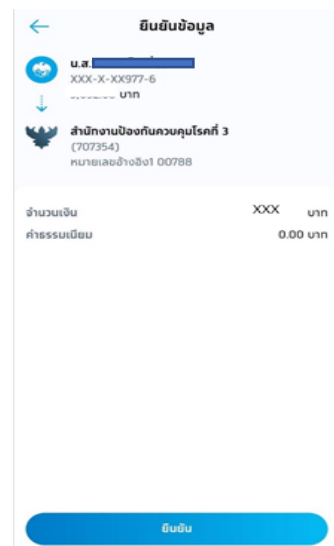 ยืนยันข้อมูล
น.ส.
XXX-X-XX977-6
บาท
สำนักงานป้องกันควบคุมโรคที่ 3
(707354)
หมายเลขอ้างอิง1 00788
จำนวนเงิน XXX บาท
ค่าธรรมเนียม 0.00 บาท
ยืนยัน